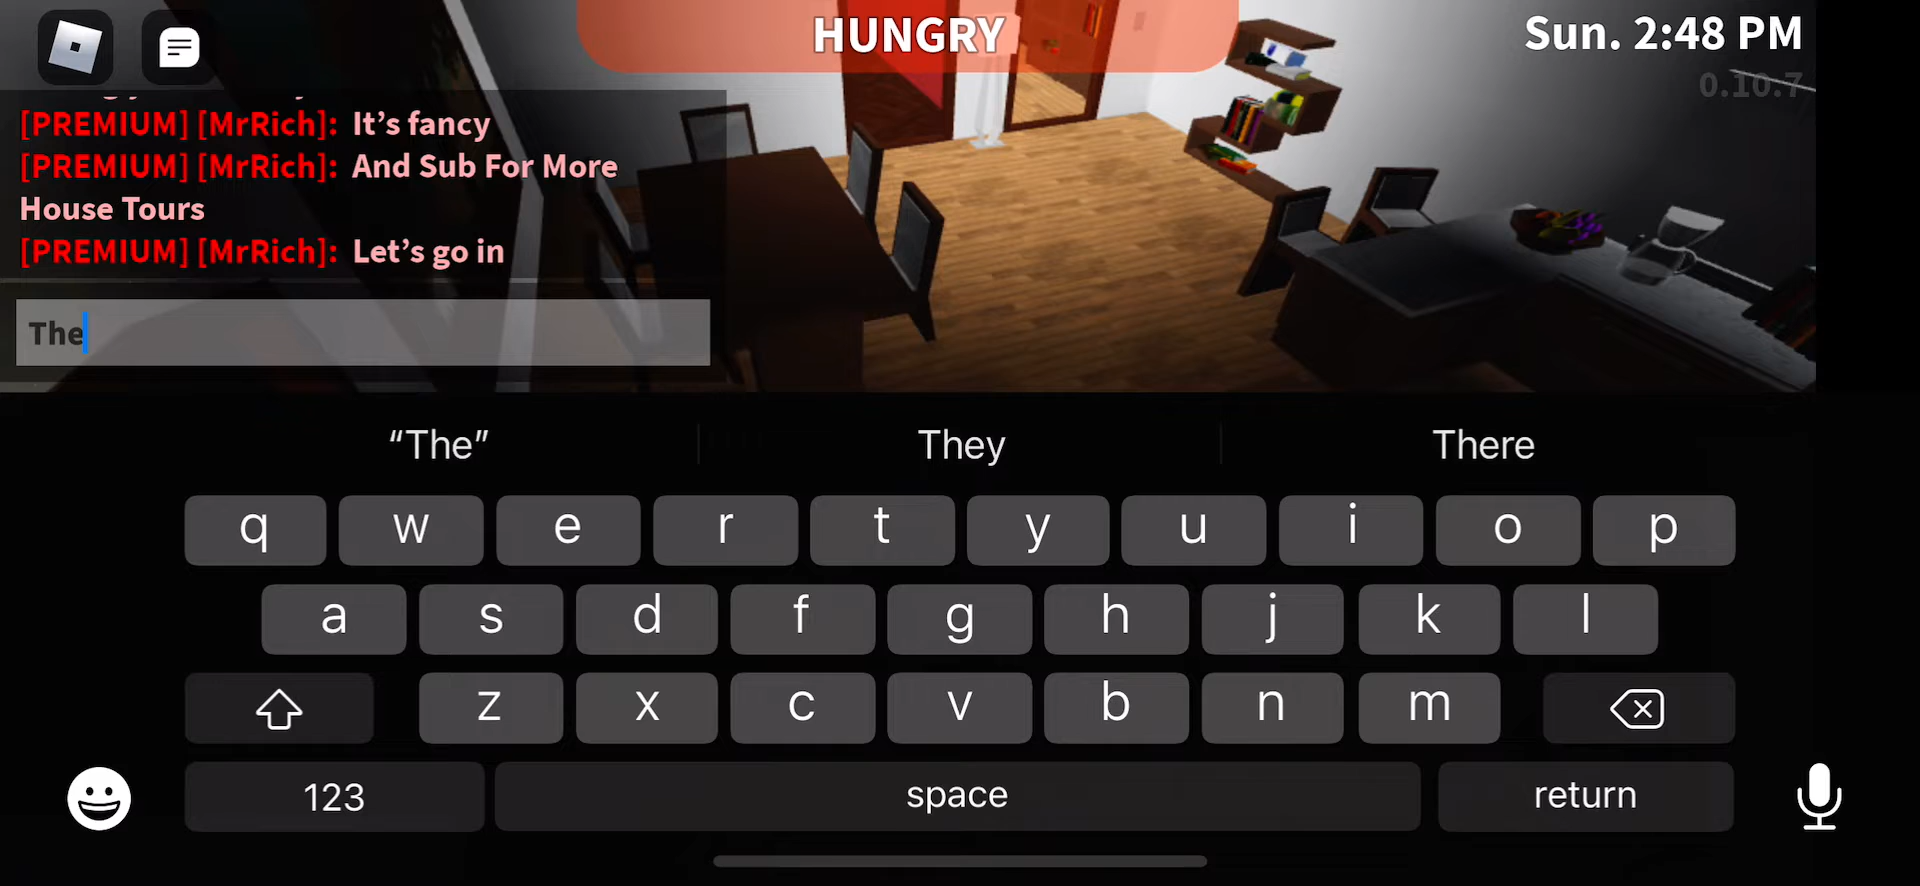 HUNGRY
Sun. 2:48 PM
0.10.7
[PREMIUM] [MrRich]: It’s fancy
[PREMIUM] [MrRich]: And Sub For More
House Tours
[PREMIUM] [MrRich]: Let’s go in
The
“The” They There
q w e r t y u i o p
a s d f g h j k l
z x c v b n m
123 space return